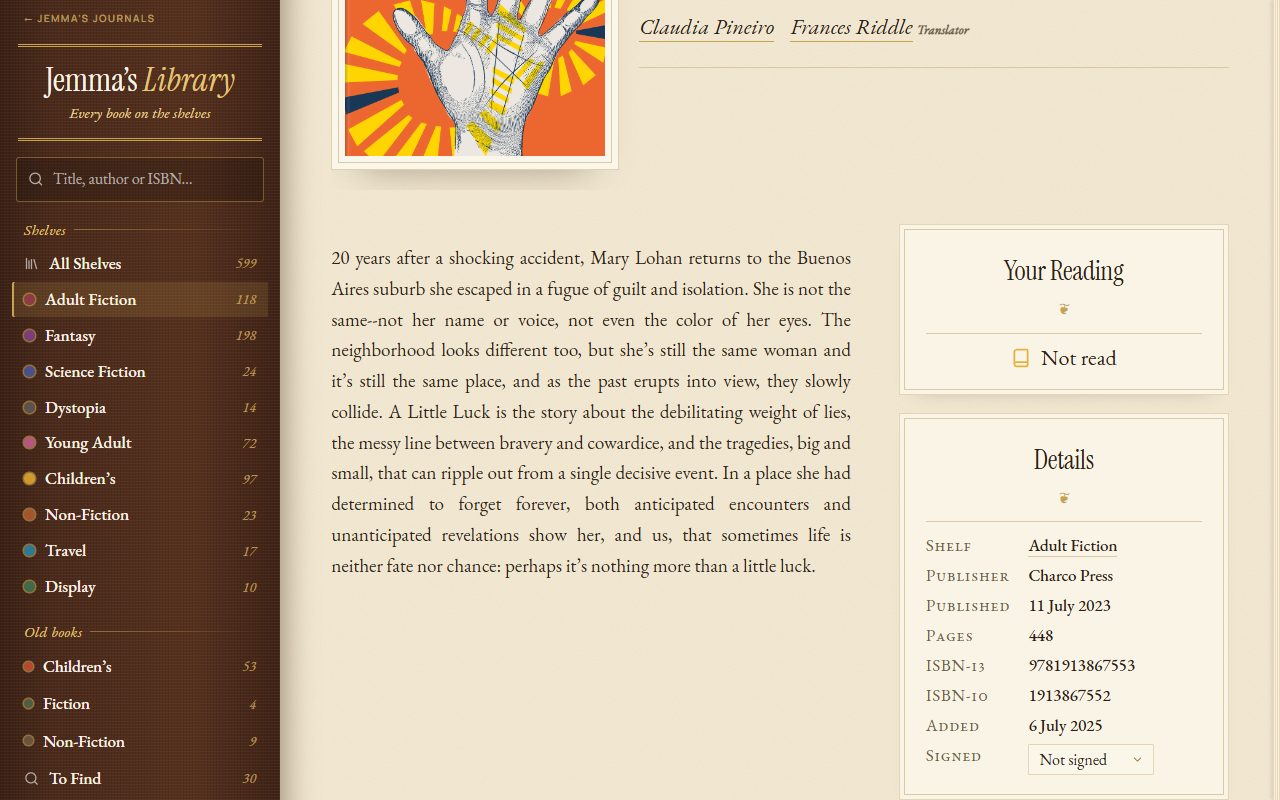 ← JEMMA'S JOURNALS
Jemma's Library
Every book on the shelves
Title, author or ISBN...
Shelves
All Shelves 599
Adult Fiction 118
Fantasy 198
Science Fiction 24
Dystopia 14
Young Adult 72
Children's 97
Non-Fiction 23
Travel 17
Display 10
Old books
Children's 53
Fiction 4
Non-Fiction 9
To Find 30
Claudia Pineiro Frances Riddle Translator
20 years after a shocking accident, Mary Lohan returns to the Buenos
Aires suburb she escaped in a fugue of guilt and isolation. She is not the
same--not her name or voice, not even the color of her eyes. The
neighborhood looks different too, but she's still the same woman and
it's still the same place, and as the past erupts into view, they slowly
collide. A Little Luck is the story about the debilitating weight of lies,
the messy line between bravery and cowardice, and the tragedies, big and
small, that can ripple out from a single decisive event. In a place she had
determined to forget forever, both anticipated encounters and
unanticipated revelations show her, and us, that sometimes life is
neither fate nor chance: perhaps it's nothing more than a little luck.
Your Reading
Not read
Details
Shelf Adult Fiction
Publisher Charco Press
Published 11 July 2023
Pages 448
ISBN-13 9781913867553
ISBN-10 1913867552
Added 6 July 2025
Signed Not signed